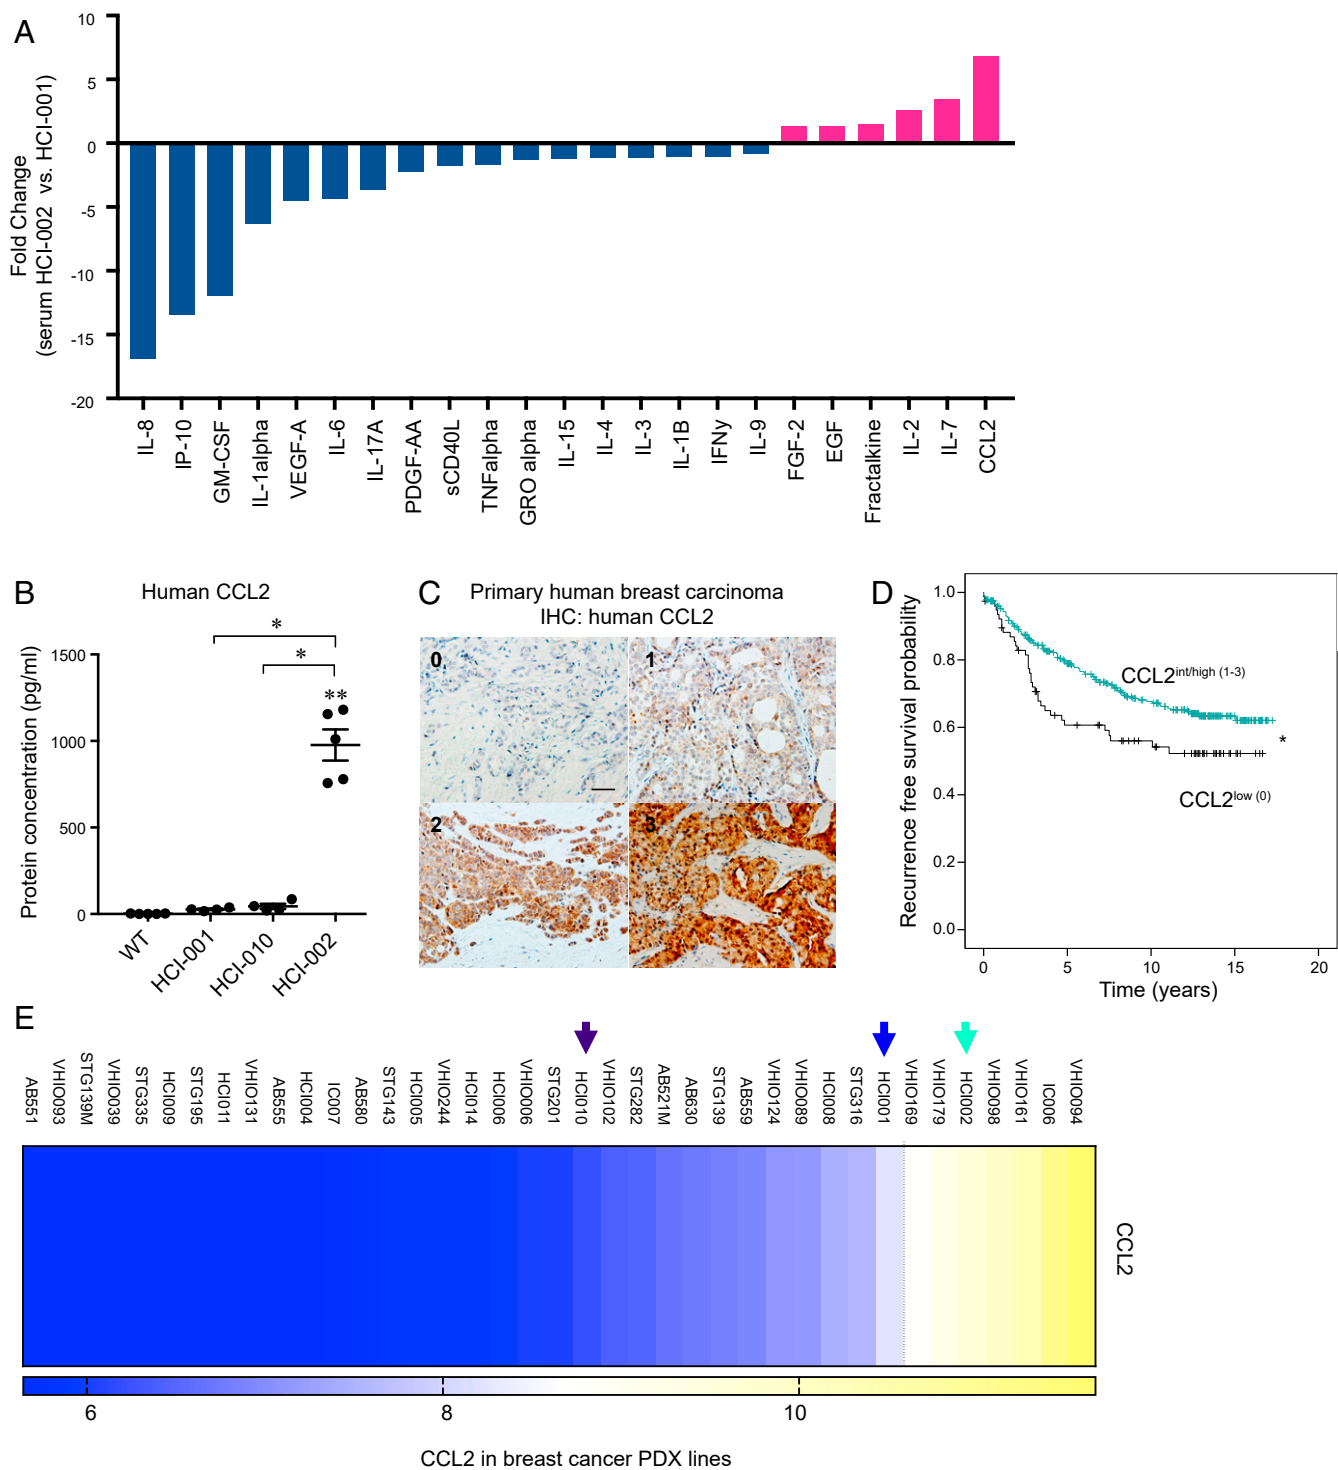 A
Fold Change
(serum HCI-002 vs. HCI-001)
10
5
0
-5
-10
-15
-20
IL-8
IP-10
GM-CSF
IL-1alpha
VEGF-A
IL-6
IL-17A
PDGF-AA
sCD40L
TNFalpha
GRO alpha
IL-15
IL-4
IL-3
IL-1B
IFNy
IL-9
FGF-2
EGF
Fractalkine
IL-2
IL-7
CCL2
B
Human CCL2
Protein concentration (pg/ml)
1500
1000
500
0
*
*
**
WT
HCI-001
HCI-010
HCI-002
C
Primary human breast carcinoma
IHC: human CCL2
0
1
2
3
D
Recurrence free survival probability
1.0
0.8
0.6
0.4
0.2
0.0
CCL2int/high (1-3)
*
CCL2low (0)
0
5
10
15
20
Time (years)
E
AB551
VHIO093
STG139M
VHIO039
STG335
HCI009
STG195
HCI011
VHIO131
AB555
HCI004
IC007
AB580
STG143
HCI005
VHIO244
HCI014
HCI006
VHIO006
STG201
HCI010
VHIO102
STG282
AB521M
AB630
STG139
AB559
VHIO124
VHIO089
HCI008
STG316
HCI001
VHIO169
VHIO179
HCI002
VHIO098
VHIO161
IC006
VHIO094
CCL2
6
8
10
CCL2 in breast cancer PDX lines